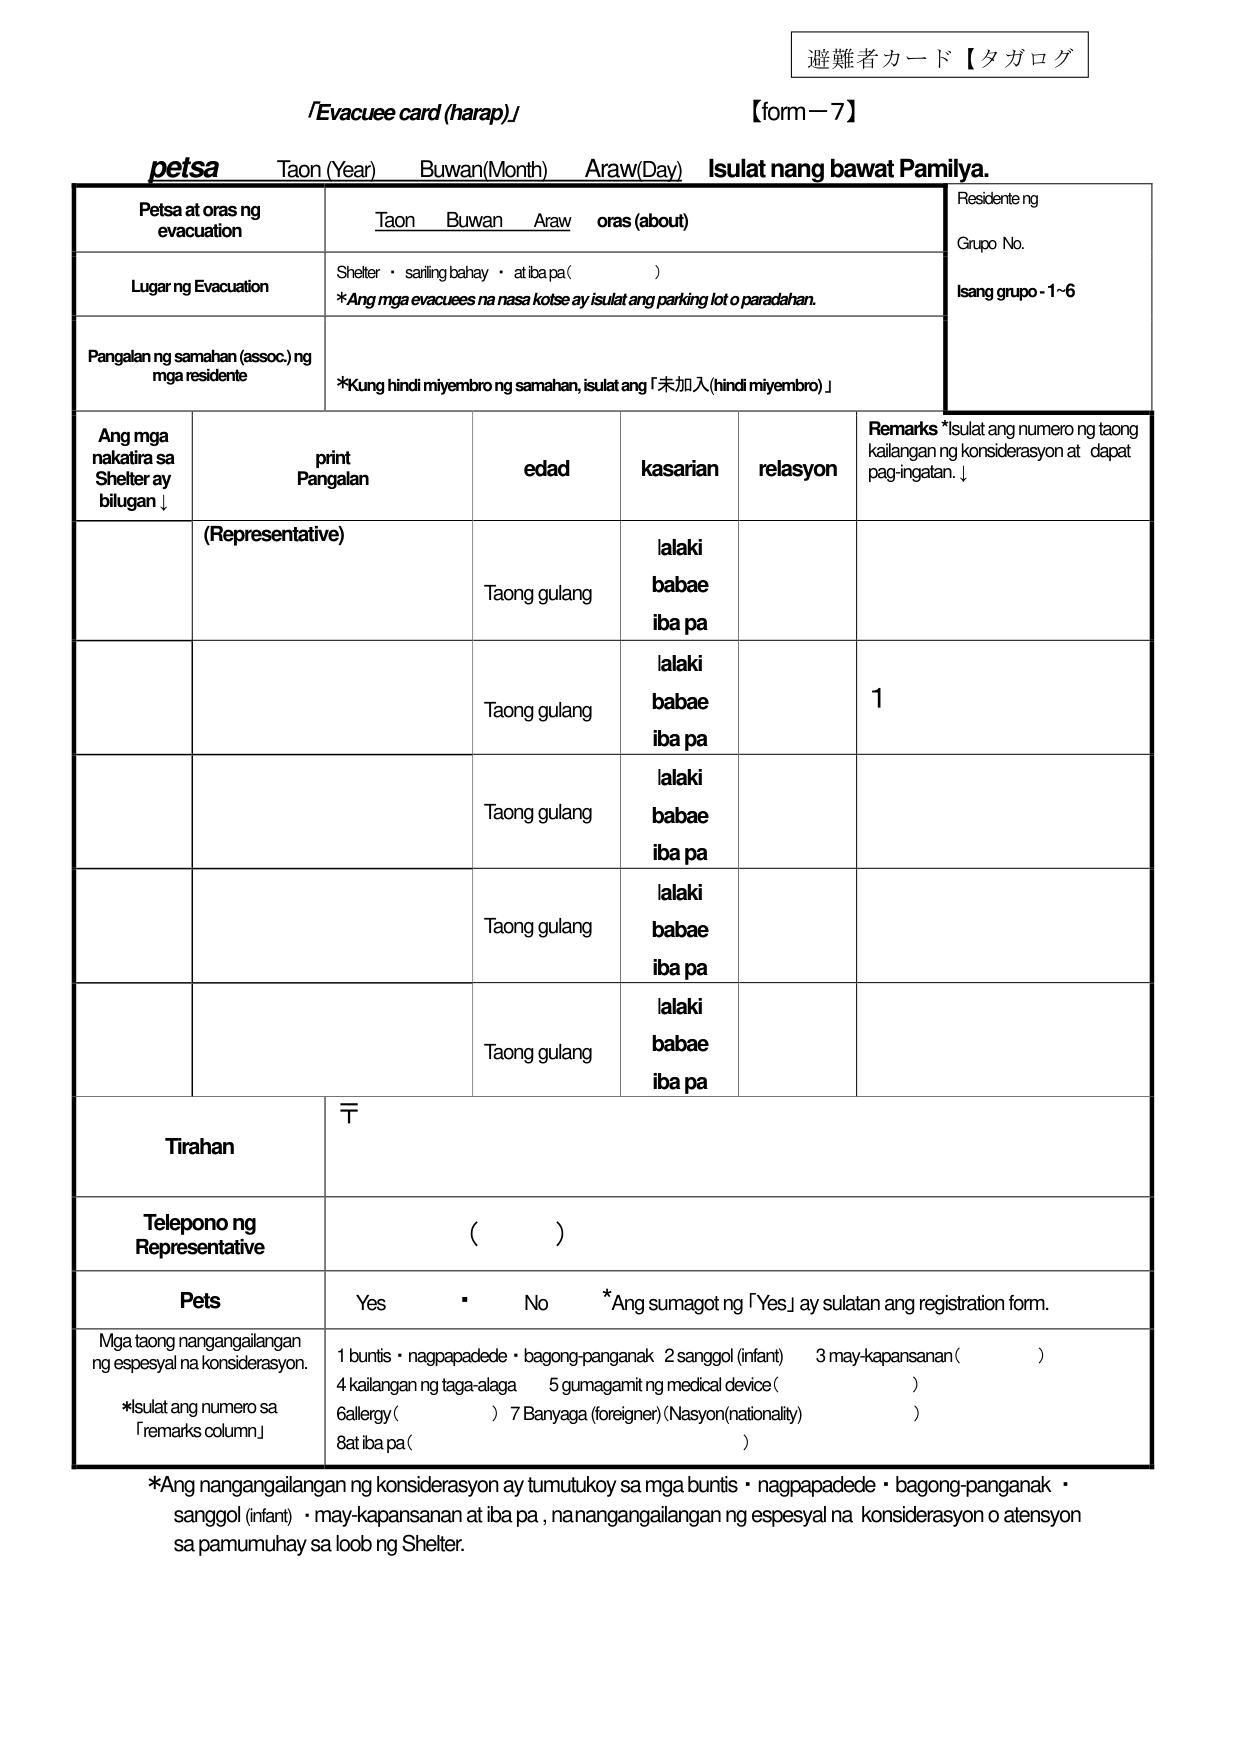 避難者カード【タガログ
「Evacuee card (harap)」 【form－7】
petsa Taon (Year) Buwan(Month) Araw(Day) Isulat nang bawat Pamilya.
Petsa at oras ng
evacuation
Taon Buwan Araw oras (about)
Residente ng
Grupo No.
Isang grupo - 1~6
Lugar ng Evacuation
Shelter ・ sariling bahay ・ at iba pa（ ）
＊Ang mga evacuees na nasa kotse ay isulat ang parking lot o paradahan.
Pangalan ng samahan (assoc.) ng
mga residente
＊Kung hindi miyembro ng samahan, isulat ang「未加入(hindi miyembro)」
Ang mga
nakatira sa
Shelter ay
bilugan↓
print
Pangalan
edad
kasarian
relasyon
Remarks *Isulat ang numero ng taong
kailangan ng konsiderasyon at dapat
pag-ingatan.↓
(Representative)
Taong gulang
lalaki
babae
iba pa
Taong gulang
lalaki
babae
iba pa
1
Taong gulang
lalaki
babae
iba pa
Taong gulang
lalaki
babae
iba pa
Taong gulang
lalaki
babae
iba pa
Tirahan
〒
Telepono ng
Representative
（ ）
Pets
Yes ・ No *Ang sumagot ng「Yes」ay sulatan ang registration form.
Mga taong nangangailangan
ng espesyal na konsiderasyon.
＊Isulat ang numero sa
「remarks column」
1 buntis・nagpapadede・bagong-panganak 2 sanggol (infant) 3 may-kapansanan（ ）
4 kailangan ng taga-alaga 5 gumagamit ng medical device（ ）
6allergy（ ） 7 Banyaga (foreigner)（Nasyon(nationality) ）
8at iba pa（ ）
＊Ang nangangailangan ng konsiderasyon ay tumutukoy sa mga buntis・nagpapadede・bagong-panganak ・
sanggol (infant) ・may-kapansanan at iba pa , na nangangailangan ng espesyal na konsiderasyon o atensyon
sa pamumuhay sa loob ng Shelter.